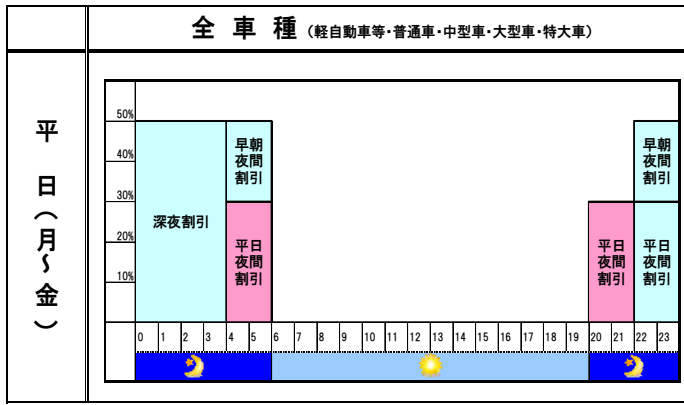 全 車 種 (軽自動車等・普通車・中型車・大型車・特大車)
平 日 (月~金)
50%
40%
30%
20%
10%
深夜割引
早朝
夜間
割引
平日
夜間
割引
平日
夜間
割引
早朝
夜間
割引
平日
夜間
割引
0 1 2 3 4 5 6 7 8 9 10 11 12 13 14 15 16 17 18 19 20 21 22 23